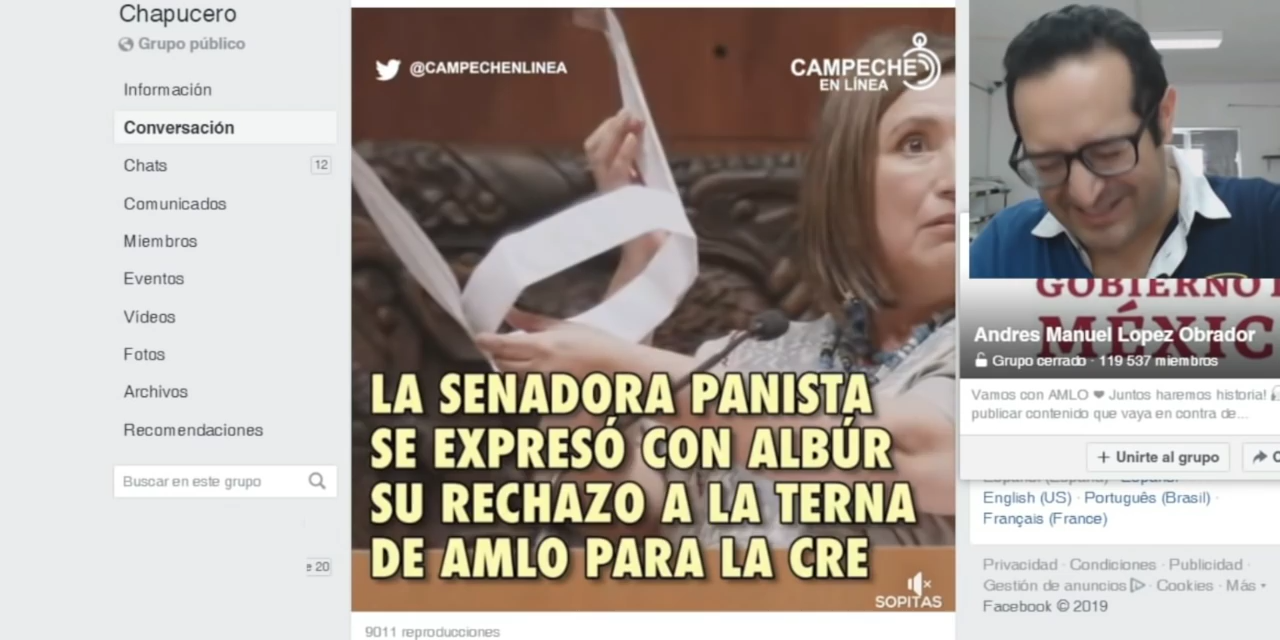 Chapucero
Grupo público
Información
Conversación
Chats
12
Comunicados
Miembros
Eventos
Videos
Fotos
Archivos
Recomendaciones
Buscar en este grupo
e 20
@CAMPECHENLINEA
CAMPECHE
EN LÍNEA
LA SENADORA PANISTA
SE EXPRESÓ CON ALBÚR
SU RECHAZO A LA TERNA
DE AMLO PARA LA CRE
SOPITAS
9011 reproducciones
GOBIERNO
MÉXIC
Andres Manuel Lopez Obrador
Grupo cerrado · 119 537 miembros
Vamos con AMLO ❤ Juntos haremos historia!
publicar contenido que vaya en contra de...
+ Unirte al grupo
English (US) · Português (Brasil) ·
Français (France)
Privacidad · Condiciones · Publicidad ·
Gestión de anuncios · Cookies · Más
Facebook © 2019